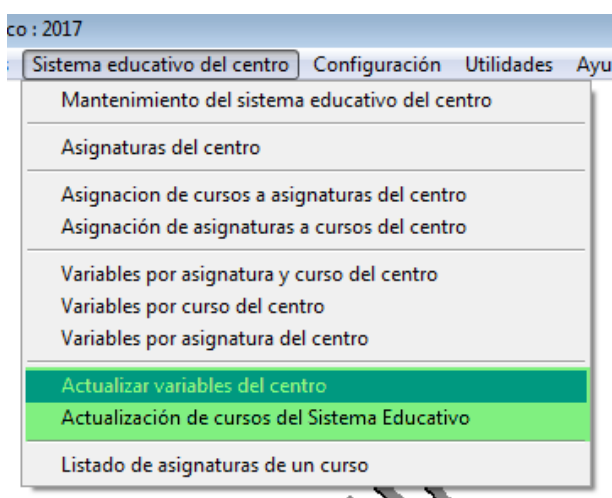 co : 2017
Sistema educativo del centro Configuración Utilidades Ayu
Mantenimiento del sistema educativo del centro
Asignaturas del centro
Asignacion de cursos a asignaturas del centro
Asignación de asignaturas a cursos del centro
Variables por asignatura y curso del centro
Variables por curso del centro
Variables por asignatura del centro
Actualizar variables del centro
Actualización de cursos del Sistema Educativo
Listado de asignaturas de un curso